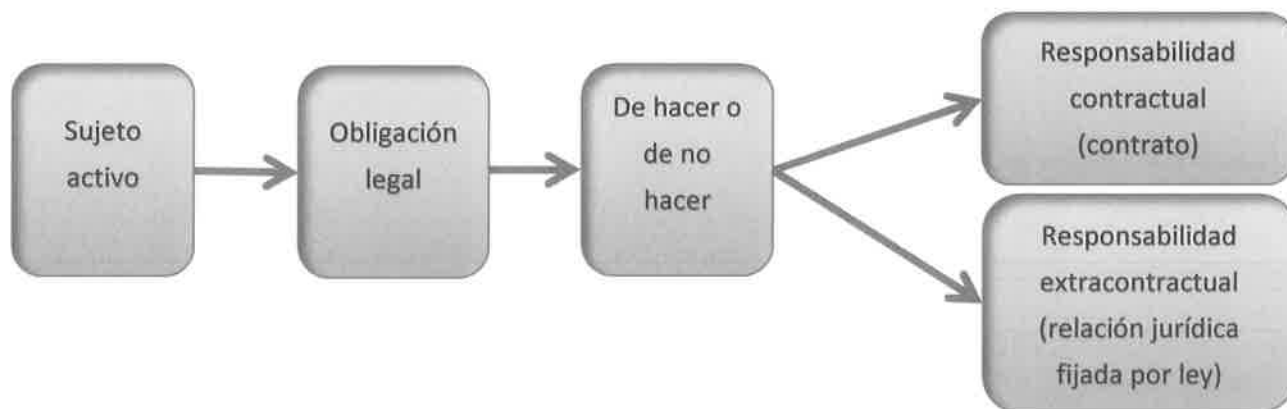 Sujeto
activo
Obligación
legal
De hacer o
de no
hacer
Responsabilidad
contractual
(contrato)
Responsabilidad
extracontractual
(relación jurídica
fijada por ley)